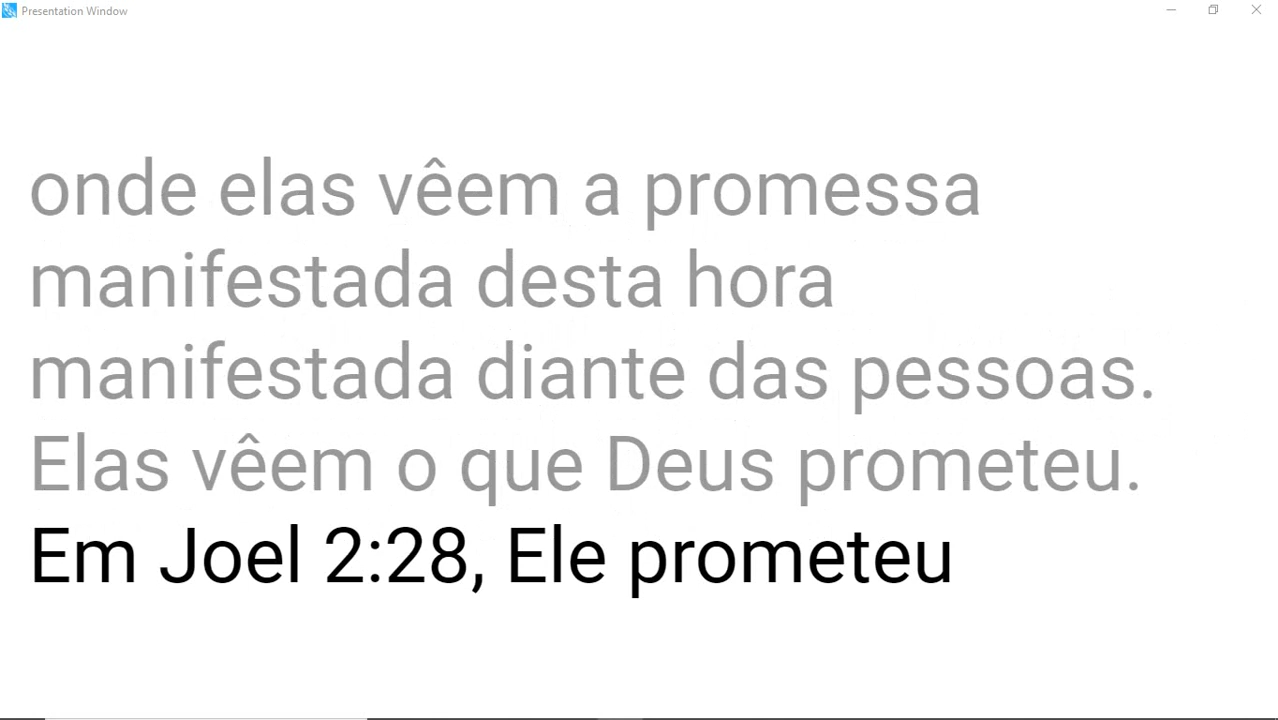 Presentation Window
onde elas vêem a promessa
manifestada desta hora
manifestada diante das pessoas.
Elas vêem o que Deus prometeu.
Em Joel 2:28, Ele prometeu